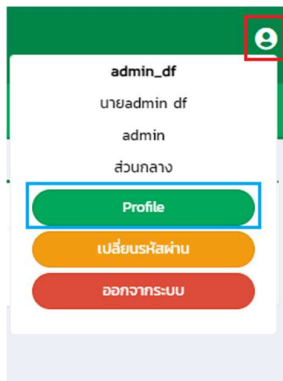 admin_df
นายadmin df
admin
ส่วนกลาง
Profile
เปลี่ยนรหัสผ่าน
ออกจากระบบ